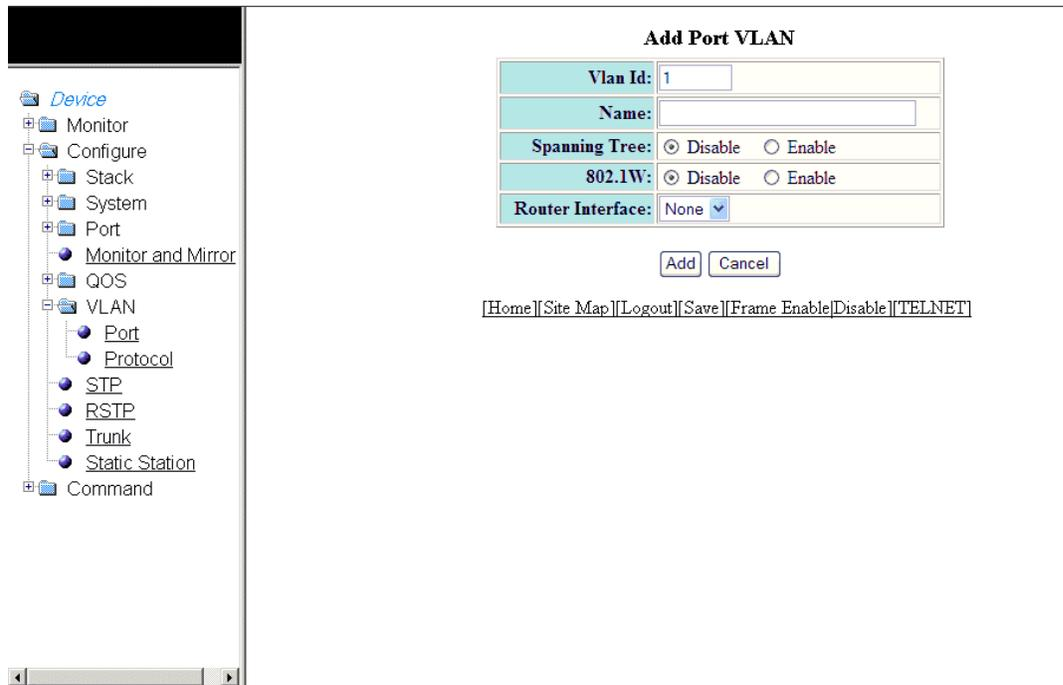 Device
Monitor
Configure
Stack
System
Port
Monitor and Mirror
QOS
VLAN
Port
Protocol
STP
RSTP
Trunk
Static Station
Command
Add Port VLAN
Vlan Id: 1
Name:
Spanning Tree: Disable Enable
802.1W: Disable Enable
Router Interface: None
Add Cancel
[Home][Site Map][Logout][Save][Frame Enable|Disable][TELNET]